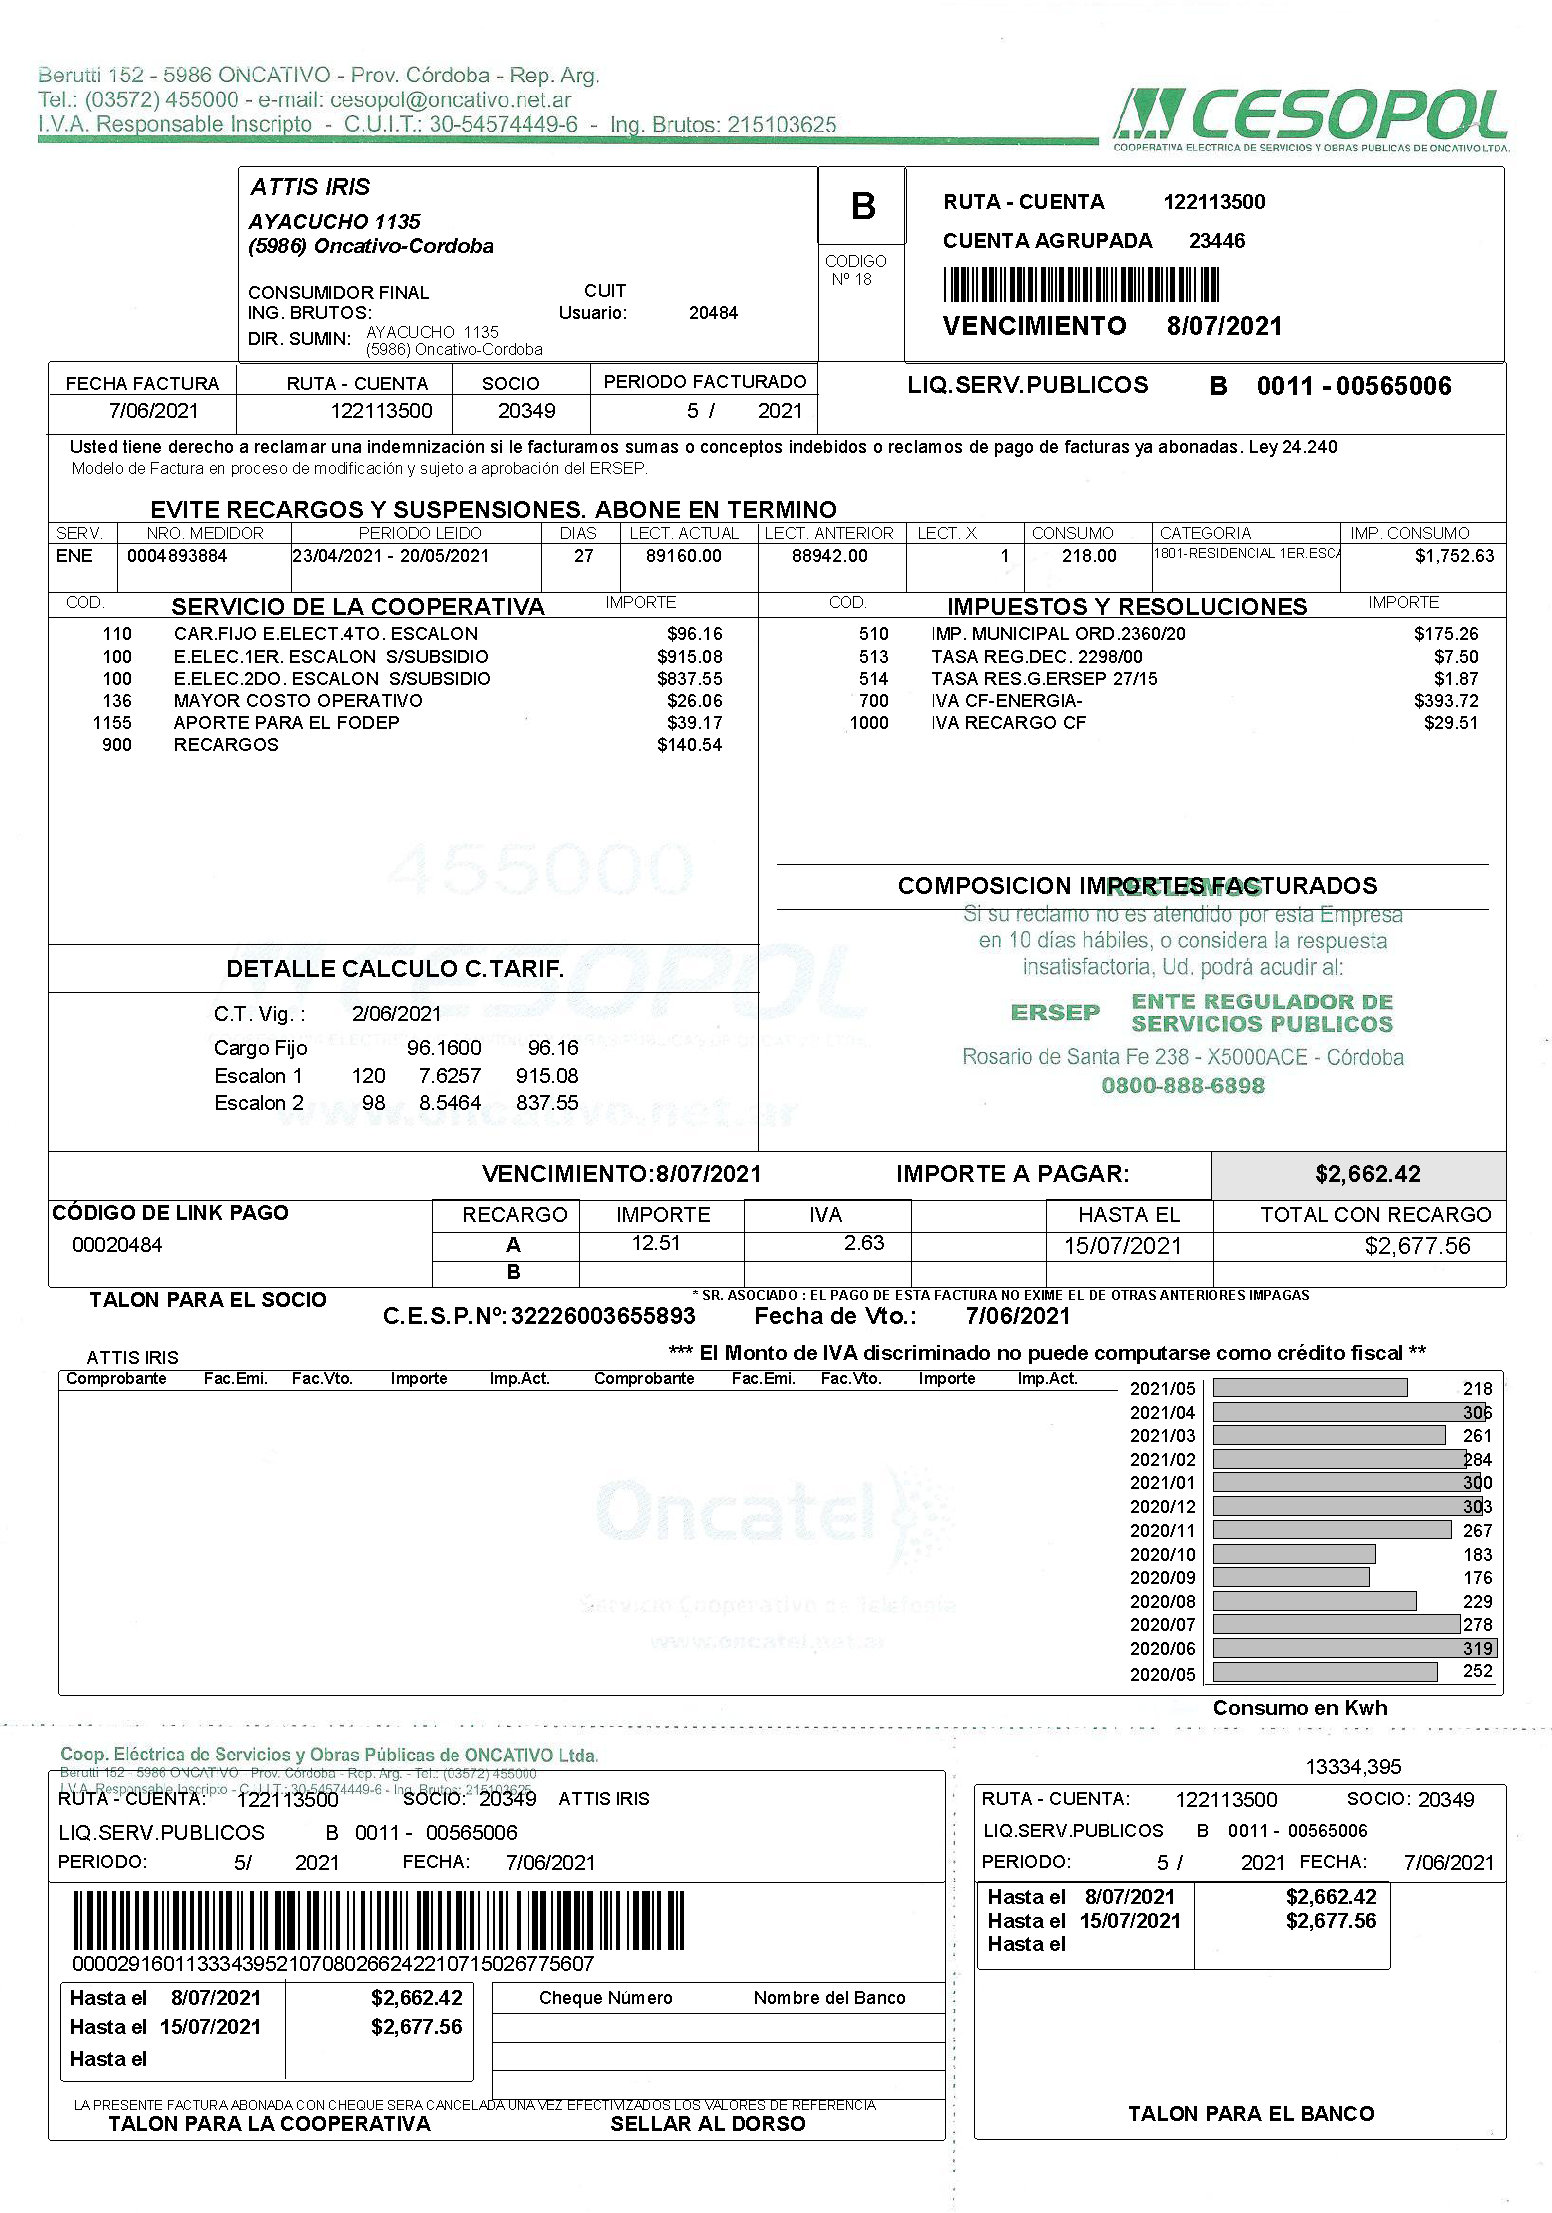 Berutti 152 - 5986 ONCATIVO - Prov. Córdoba - Rep. Arg.
Tel.: (03572) 455000 - e-mail: cesopol@oncativo.net.ar
I.V.A. Responsable Inscripto - C.U.I.T.: 30-54574449-6 - Ing. Brutos: 215103625
CESOPOL
COOPERATIVA ELECTRICA DE SERVICIOS Y OBRAS PUBLICAS DE ONCATIVO LTDA.
ATTIS IRIS
AYACUCHO 1135
(5986) Oncativo-Cordoba
CONSUMIDOR FINAL CUIT
ING. BRUTOS: Usuario: 20484
DIR. SUMIN: AYACUCHO 1135
(5986) Oncativo-Cordoba
B
CODIGO
Nº 18
RUTA - CUENTA 122113500
CUENTA AGRUPADA 23446
VENCIMIENTO 8/07/2021
FECHA FACTURA RUTA - CUENTA SOCIO PERIODO FACTURADO
7/06/2021 122113500 20349 5 / 2021
LIQ.SERV.PUBLICOS B 0011 - 00565006
Usted tiene derecho a reclamar una indemnización si le facturamos sumas o conceptos indebidos o reclamos de pago de facturas ya abonadas. Ley 24.240
Modelo de Factura en proceso de modificación y sujeto a aprobación del ERSEP.
EVITE RECARGOS Y SUSPENSIONES. ABONE EN TERMINO
SERV. NRO. MEDIDOR PERIODO LEIDO DIAS LECT. ACTUAL LECT. ANTERIOR LECT. X CONSUMO CATEGORIA IMP. CONSUMO
ENE 0004893884 23/04/2021 - 20/05/2021 27 89160.00 88942.00 1 218.00 1801-RESIDENCIAL 1ER.ESCA $1,752.63
COD. SERVICIO DE LA COOPERATIVA IMPORTE
110 CAR.FIJO E.ELECT.4TO. ESCALON $96.16
100 E.ELEC.1ER. ESCALON S/SUBSIDIO $915.08
100 E.ELEC.2DO. ESCALON S/SUBSIDIO $837.55
136 MAYOR COSTO OPERATIVO $26.06
1155 APORTE PARA EL FODEP $39.17
900 RECARGOS $140.54
COD. IMPUESTOS Y RESOLUCIONES IMPORTE
510 IMP. MUNICIPAL ORD.2360/20 $175.26
513 TASA REG.DEC. 2298/00 $7.50
514 TASA RES.G.ERSEP 27/15 $1.87
700 IVA CF-ENERGIA- $393.72
1000 IVA RECARGO CF $29.51
455000
CESOPOL
www.oncativo.net.ar
COMPOSICION IMPORTES FACTURADOS
RECLAMOS
Si su reclamo no es atendido por esta Empresa
en 10 días hábiles, o considera la respuesta
insatisfactoria, Ud. podrá acudir al:
ERSEP ENTE REGULADOR DE
SERVICIOS PUBLICOS
Rosario de Santa Fe 238 - X5000ACE - Córdoba
0800-888-6898
DETALLE CALCULO C.TARIF.
C.T. Vig. : 2/06/2021
Cargo Fijo 96.1600 96.16
Escalon 1 120 7.6257 915.08
Escalon 2 98 8.5464 837.55
VENCIMIENTO:8/07/2021 IMPORTE A PAGAR: $2,662.42
CÓDIGO DE LINK PAGO RECARGO IMPORTE IVA HASTA EL TOTAL CON RECARGO
00020484 A 12.51 2.63 15/07/2021 $2,677.56
B
TALON PARA EL SOCIO
* SR. ASOCIADO : EL PAGO DE ESTA FACTURA NO EXIME EL DE OTRAS ANTERIORES IMPAGAS
C.E.S.P.Nº: 32226003655893 Fecha de Vto.: 7/06/2021
ATTIS IRIS
*** El Monto de IVA discriminado no puede computarse como crédito fiscal **
Comprobante Fac.Emi. Fac.Vto. Importe Imp.Act. Comprobante Fac.Emi. Fac.Vto. Importe Imp.Act.
2021/05 218
2021/04 306
2021/03 261
2021/02 284
2021/01 300
2020/12 303
2020/11 267
2020/10 183
2020/09 176
2020/08 229
2020/07 278
2020/06 319
2020/05 252
Consumo en Kwh
Oncatel
Servicio Cooperativo de Telefonía
www.oncatel.net.ar
Coop. Eléctrica de Servicios y Obras Públicas de ONCATIVO Ltda.
Berutti 152 - 5986 ONCATIVO - Prov. Córdoba - Rep. Arg. - Tel.: (03572) 455000
I.V.A. Responsable Inscripto - C.U.I.T.: 30-54574449-6 - Ing. Brutos: 215103625
RUTA - CUENTA: 122113500 SOCIO: 20349 ATTIS IRIS
LIQ.SERV.PUBLICOS B 0011 - 00565006
PERIODO: 5/ 2021 FECHA: 7/06/2021
0000291601133343952107080266242210715026775607
Hasta el 8/07/2021 $2,662.42
Hasta el 15/07/2021 $2,677.56
Hasta el
Cheque Número Nombre del Banco
LA PRESENTE FACTURA ABONADA CON CHEQUE SERA CANCELADA UNA VEZ EFECTIVIZADOS LOS VALORES DE REFERENCIA
TALON PARA LA COOPERATIVA SELLAR AL DORSO
13334,395
RUTA - CUENTA: 122113500 SOCIO: 20349
LIQ.SERV.PUBLICOS B 0011 - 00565006
PERIODO: 5 / 2021 FECHA: 7/06/2021
Hasta el 8/07/2021 $2,662.42
Hasta el 15/07/2021 $2,677.56
Hasta el
TALON PARA EL BANCO